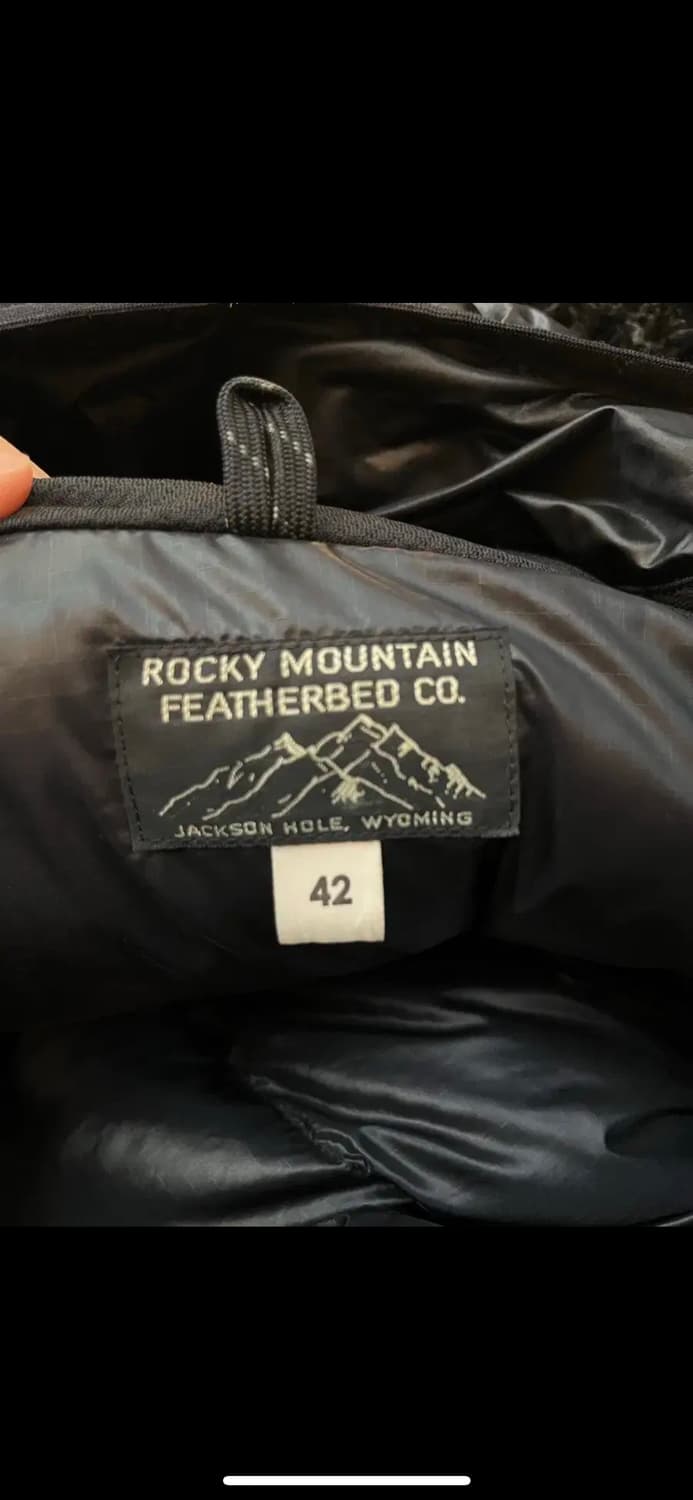 ROCKY MOUNTAIN
FEATHERBED CO.
JACKSON HOLE, WYOMING
42